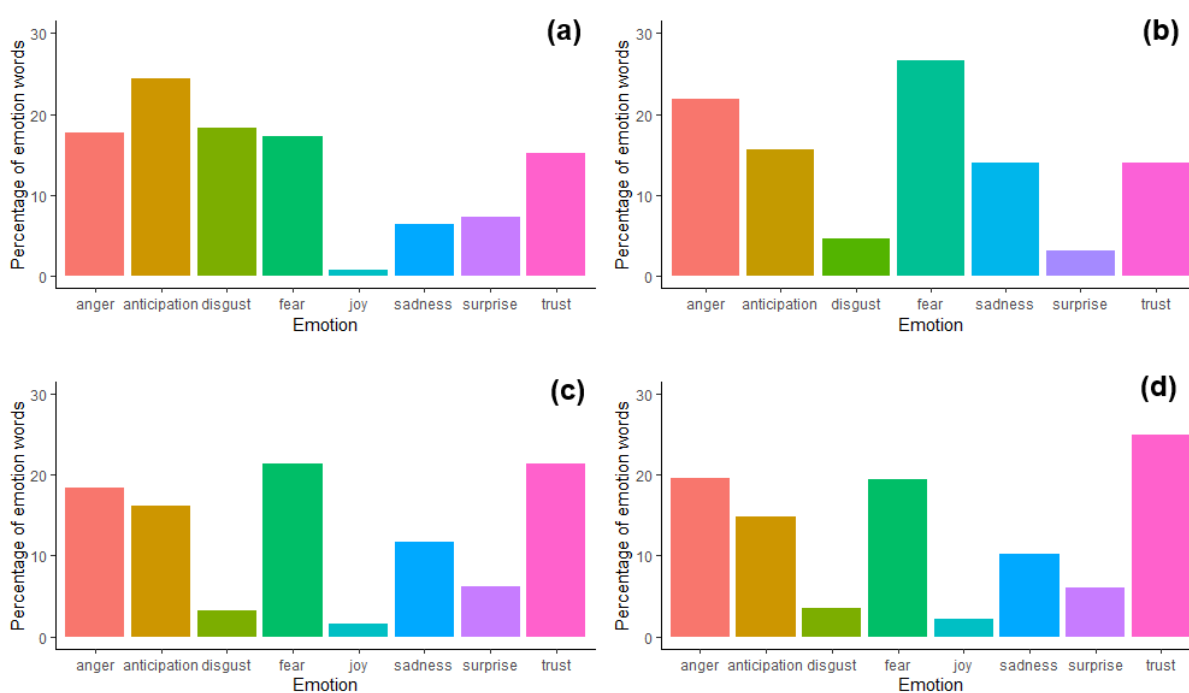 (a)
Percentage of emotion words
30
20
10
0
anger anticipation disgust fear joy sadness surprise trust
Emotion
(b)
Percentage of emotion words
30
20
10
0
anger anticipation disgust fear sadness surprise trust
Emotion
(c)
Percentage of emotion words
30
20
10
0
anger anticipation disgust fear joy sadness surprise trust
Emotion
(d)
Percentage of emotion words
30
20
10
0
anger anticipation disgust fear joy sadness surprise trust
Emotion